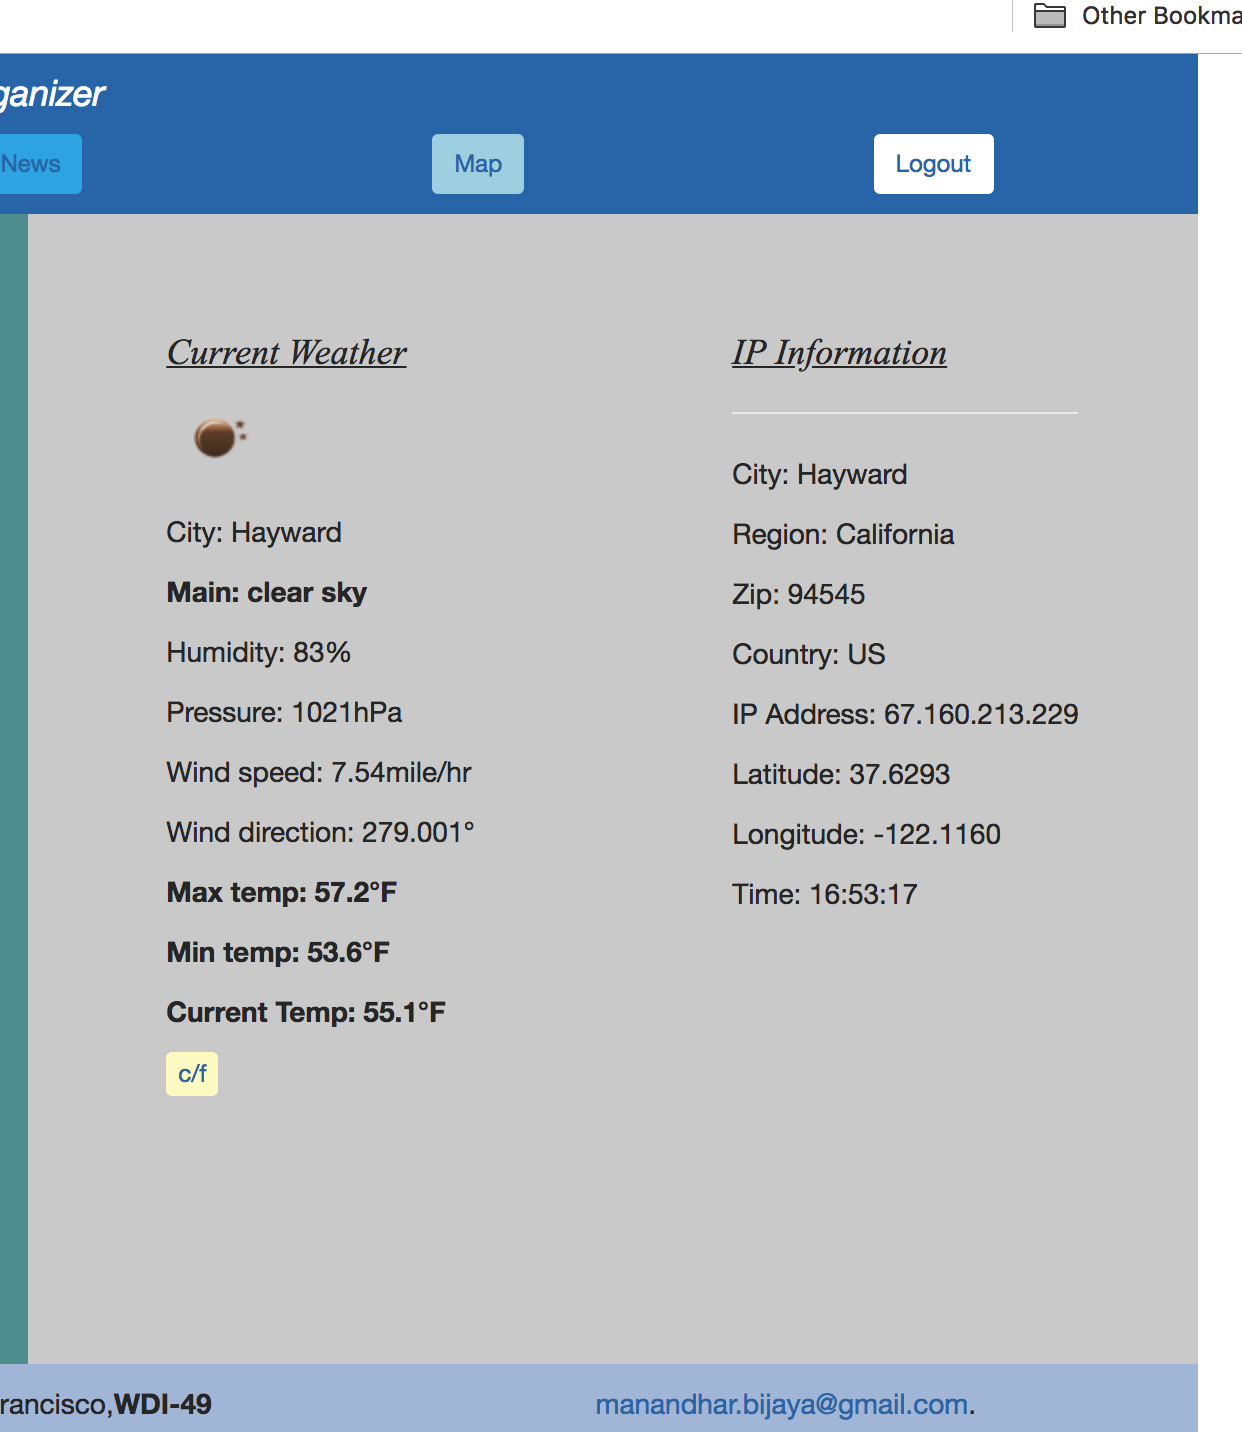 Other Bookma
ganizer
News
Map
Logout
Current Weather
City: Hayward
Main: clear sky
Humidity: 83%
Pressure: 1021hPa
Wind speed: 7.54mile/hr
Wind direction: 279.001°
Max temp: 57.2°F
Min temp: 53.6°F
Current Temp: 55.1°F
c/f
IP Information
City: Hayward
Region: California
Zip: 94545
Country: US
IP Address: 67.160.213.229
Latitude: 37.6293
Longitude: -122.1160
Time: 16:53:17
rancisco,WDI-49
manandhar.bijaya@gmail.com.